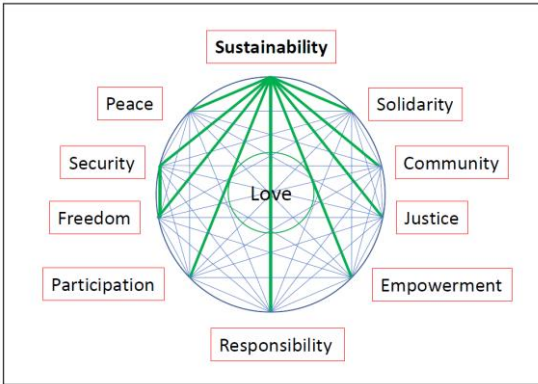 Sustainability
Peace
Solidarity
Security
Community
Love
Freedom
Justice
Participation
Empowerment
Responsibility